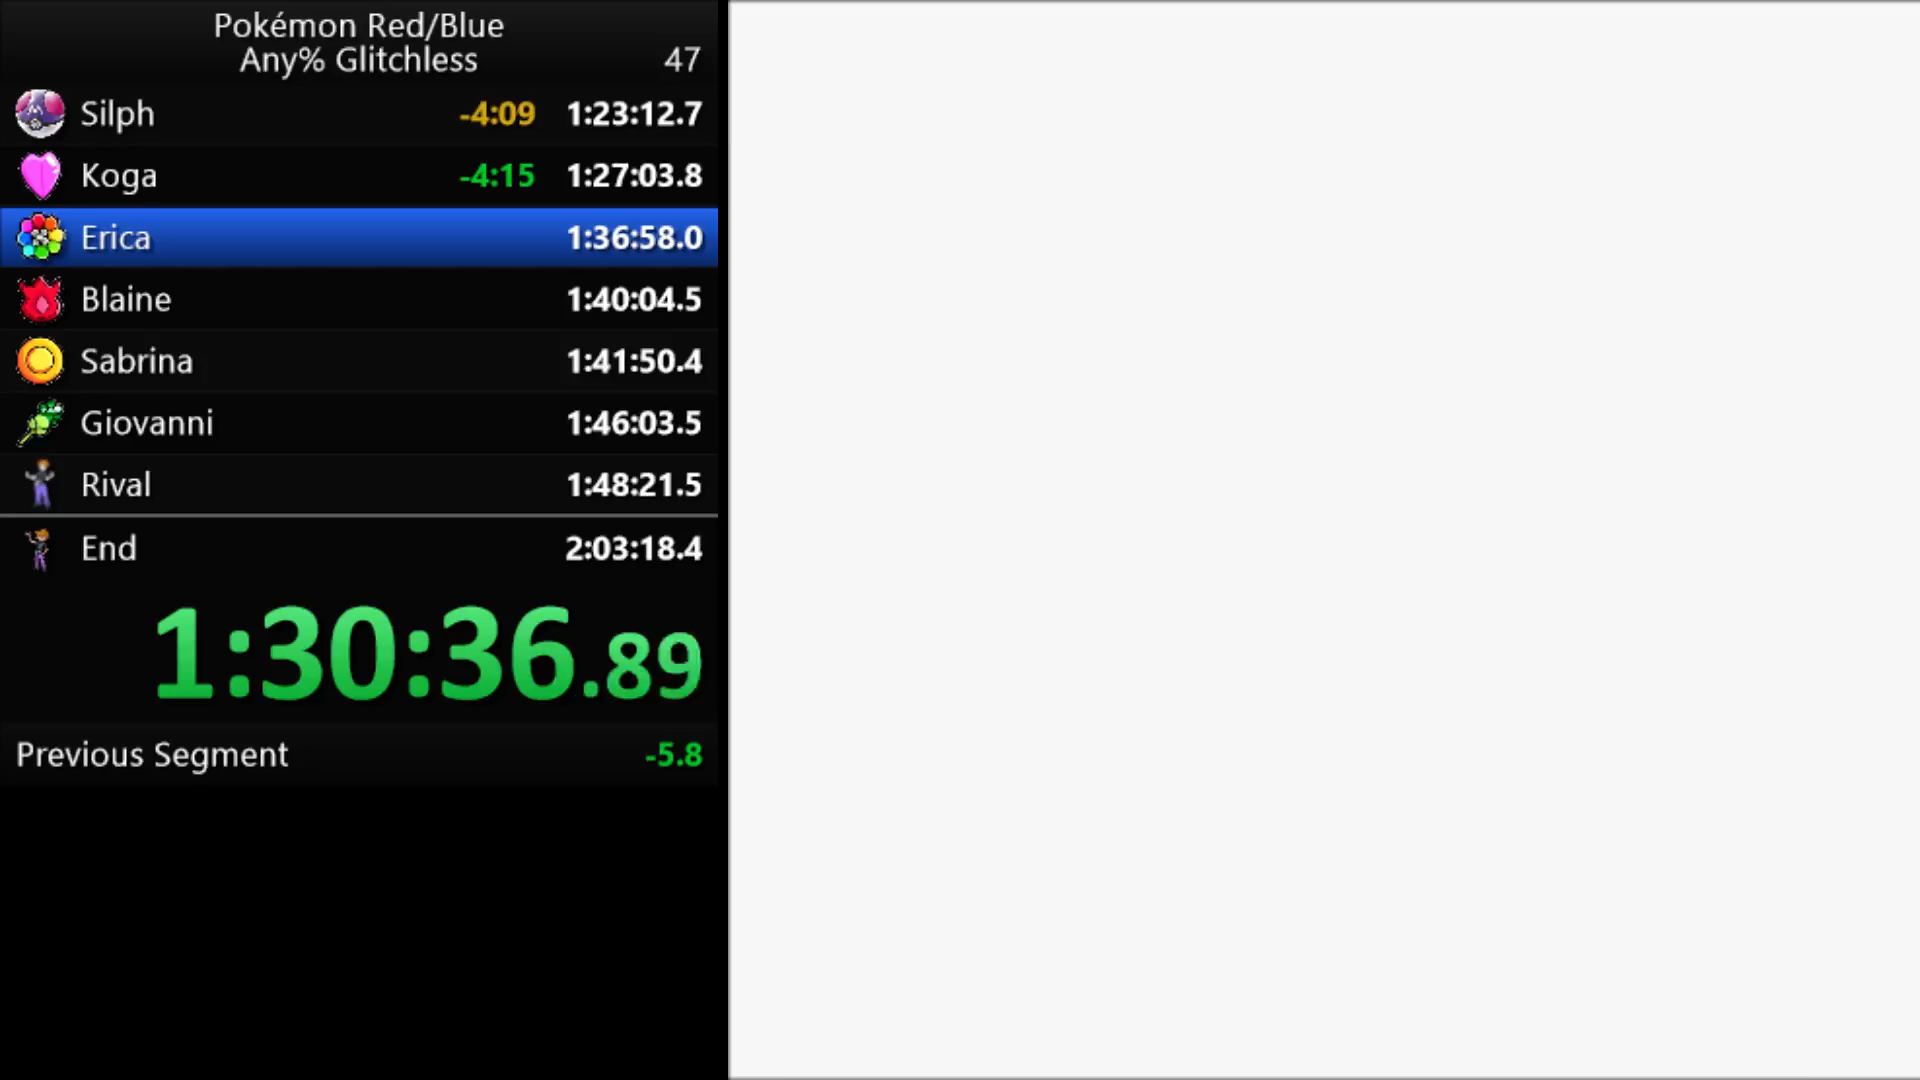 Pokémon Red/Blue
Any% Glitchless 47
Silph -4:09 1:23:12.7
Koga -4:15 1:27:03.8
Erica 1:36:58.0
Blaine 1:40:04.5
Sabrina 1:41:50.4
Giovanni 1:46:03.5
Rival 1:48:21.5
End 2:03:18.4
1:30:36.89
Previous Segment -5.8